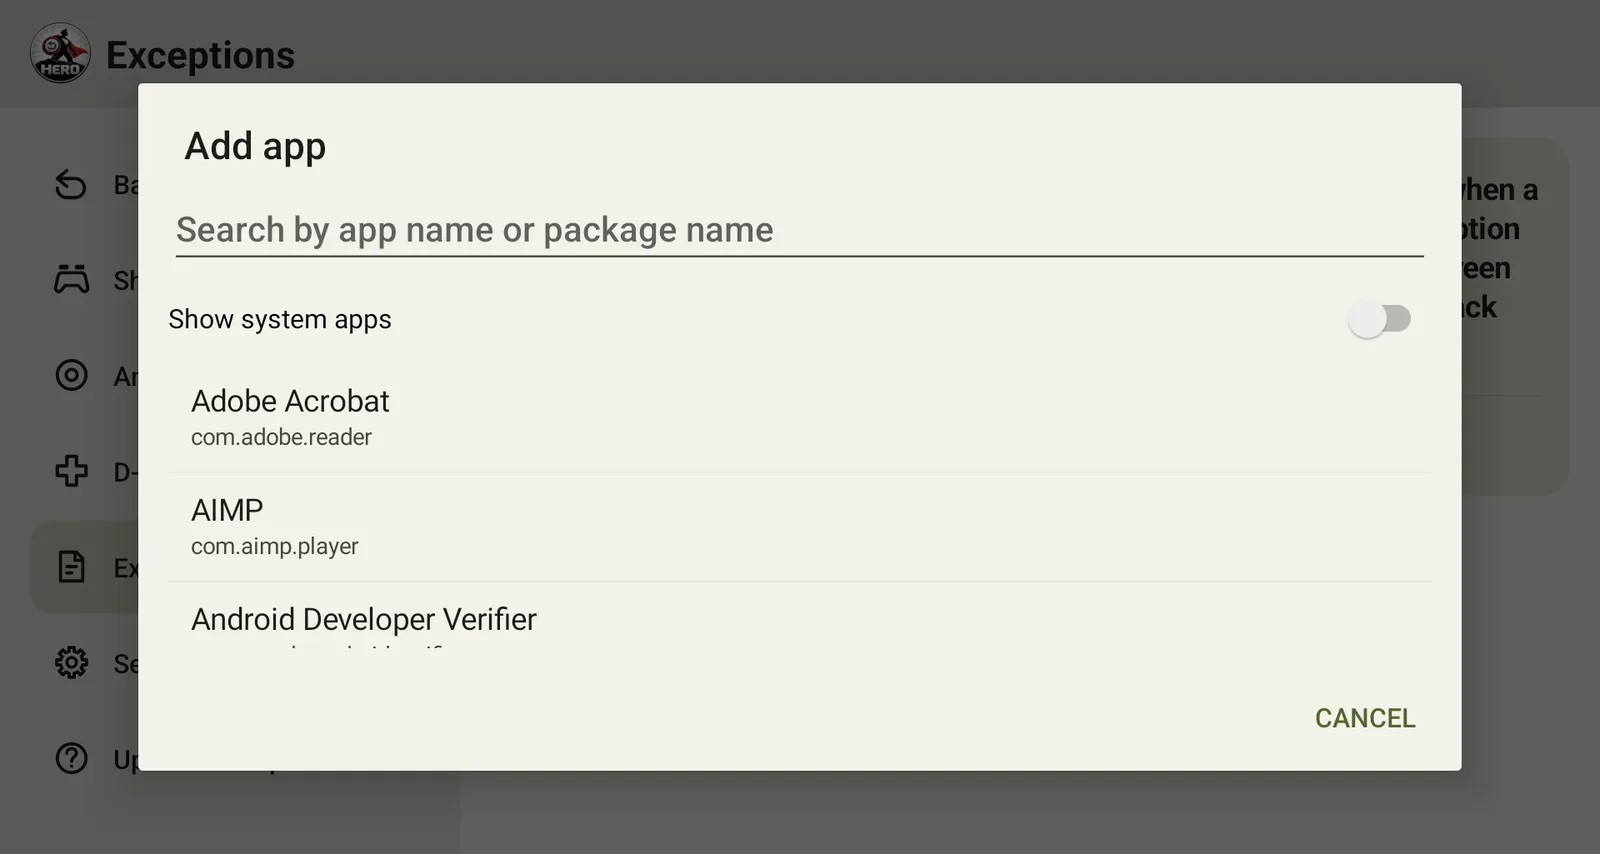 HERO
Exceptions
Add app
Search by app name or package name
Show system apps
Adobe Acrobat
com.adobe.reader
AIMP
com.aimp.player
Android Developer Verifier
CANCEL
when a